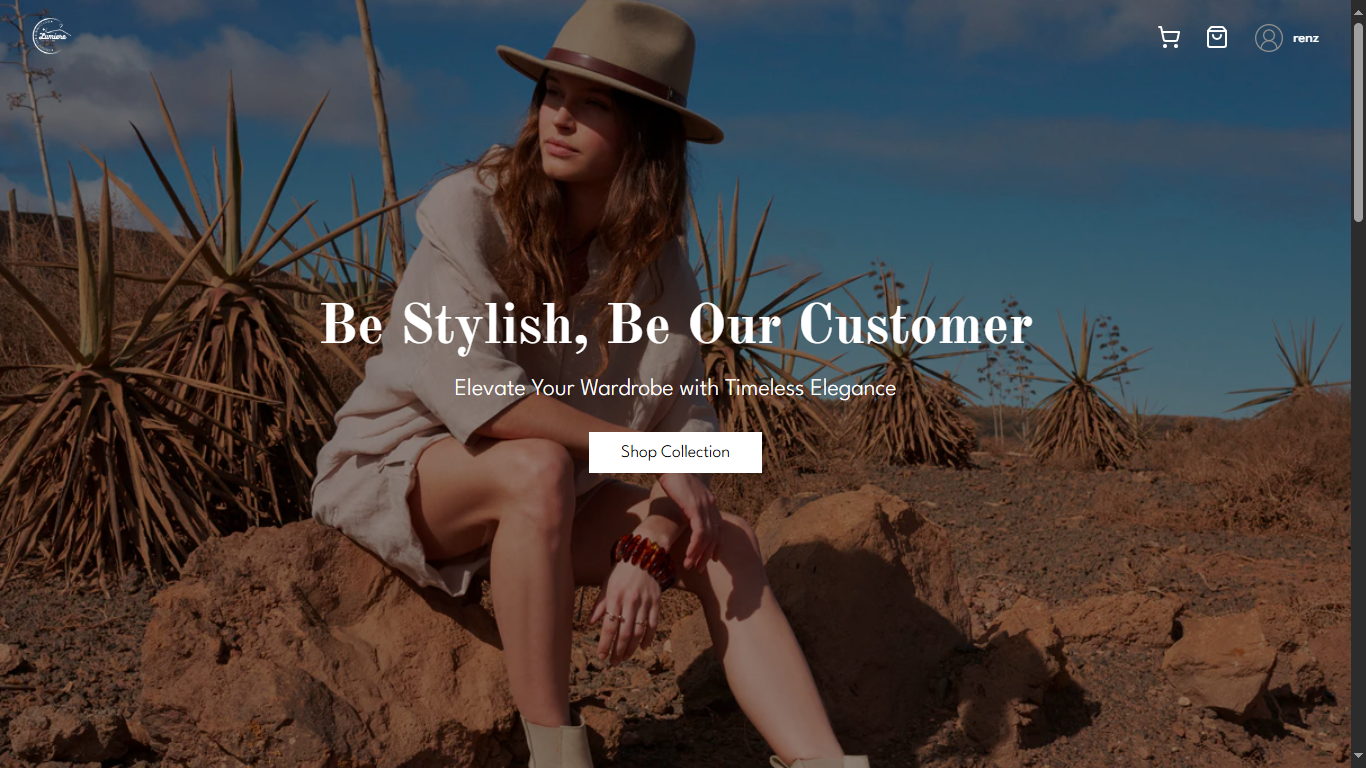 Lumiere
renz
Be Stylish, Be Our Customer
Elevate Your Wardrobe with Timeless Elegance
Shop Collection